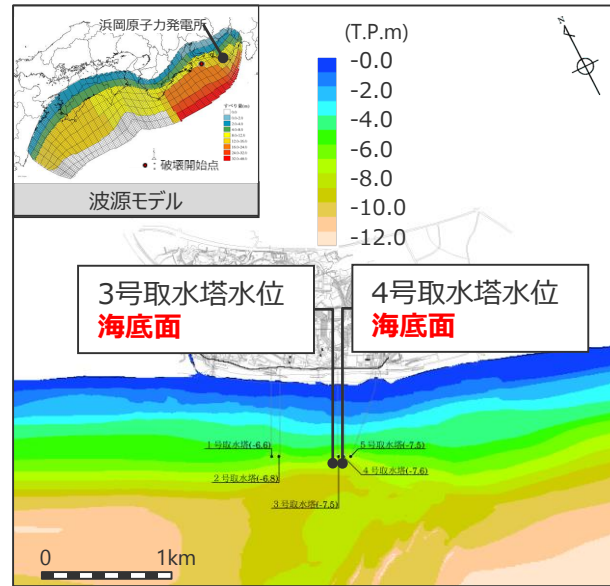 浜岡原子力発電所
すべり量(m)
:破壊開始点
波源モデル
(T.P.m)
-0.0
-2.0
-4.0
-6.0
-8.0
-10.0
-12.0
N
3号取水塔水位
海底面
4号取水塔水位
海底面
1号取水塔(-6.6)
5号取水塔(-7.5)
2号取水塔(-6.8)
4号取水塔(-7.6)
3号取水塔(-7.5)
0 1km